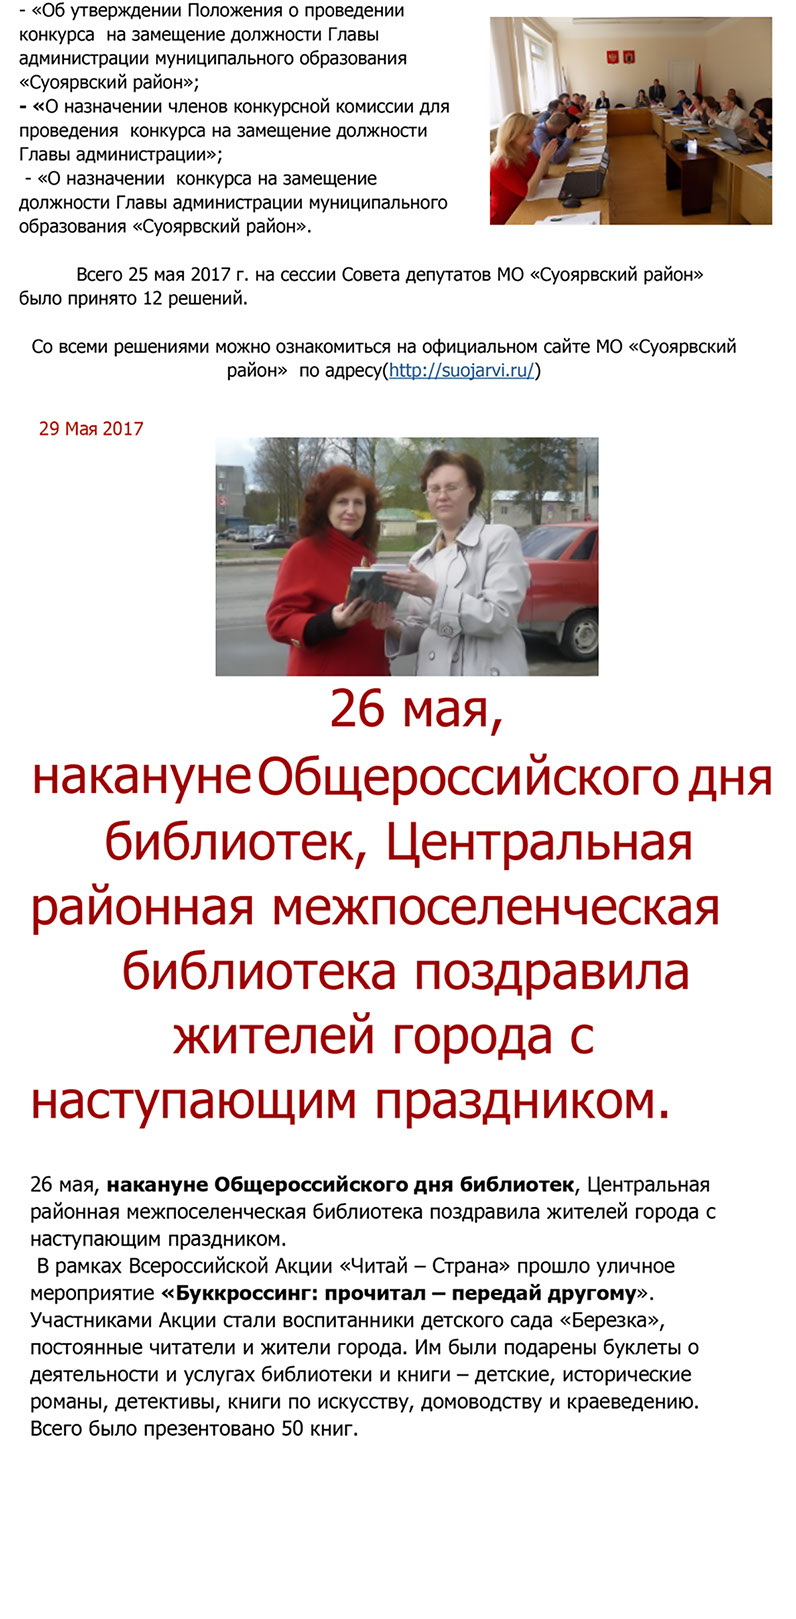 - «Об утверждении Положения о проведении
конкурса на замещение должности Главы
администрации муниципального образования
«Суоярвский район»;
- «О назначении членов конкурсной комиссии для
проведения конкурса на замещение должности
Главы администрации»;
- «О назначении конкурса на замещение
должности Главы администрации муниципального
образования «Суоярвский район».
Всего 25 мая 2017 г. на сессии Совета депутатов МО «Суоярвский район»
было принято 12 решений.
Со всеми решениями можно ознакомиться на официальном сайте МО «Суоярвский
район» по адресу(http://suojarvi.ru/)
29 Мая 2017
26 мая,
накануне Общероссийского дня
библиотек, Центральная
районная межпоселенческая
библиотека поздравила
жителей города с
наступающим праздником.
26 мая, накануне Общероссийского дня библиотек, Центральная
районная межпоселенческая библиотека поздравила жителей города с
наступающим праздником.
В рамках Всероссийской Акции «Читай – Страна» прошло уличное
мероприятие «Буккроссинг: прочитал – передай другому».
Участниками Акции стали воспитанники детского сада «Березка»,
постоянные читатели и жители города. Им были подарены буклеты о
деятельности и услугах библиотеки и книги – детские, исторические
романы, детективы, книги по искусству, домоводству и краеведению.
Всего было презентовано 50 книг.